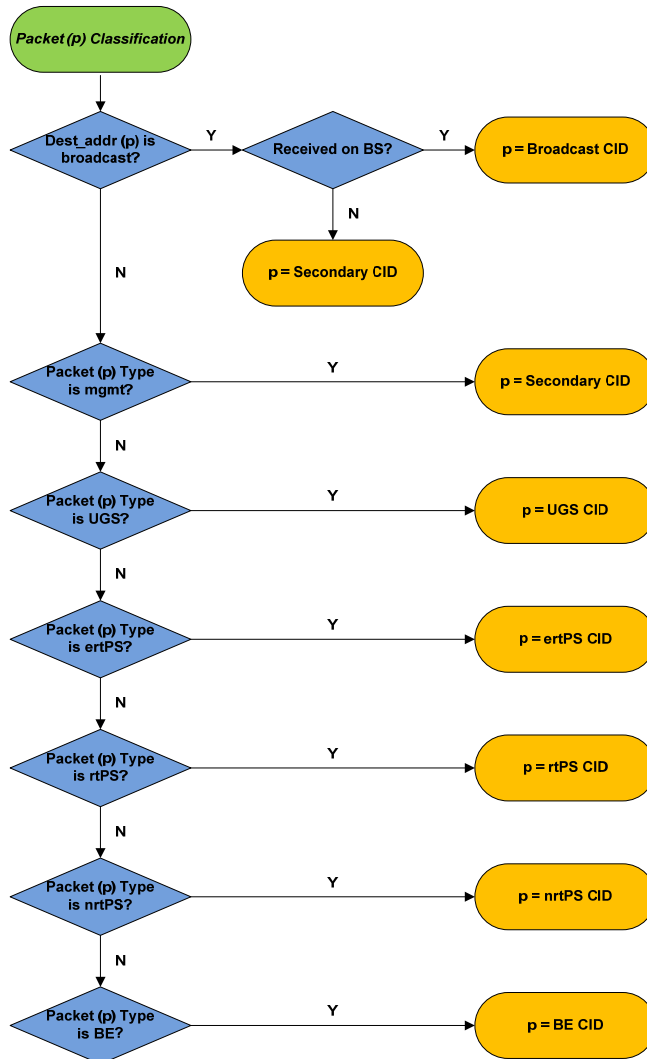 Packet (p) Classification
Dest_addr (p) is
broadcast?
Y
Received on BS?
Y
p = Broadcast CID
N
p = Secondary CID
N
Packet (p) Type
is mgmt?
Y
p = Secondary CID
N
Packet (p) Type
is UGS?
Y
p = UGS CID
N
Packet (p) Type
is ertPS?
Y
p = ertPS CID
N
Packet (p) Type
is rtPS?
Y
p = rtPS CID
N
Packet (p) Type
is nrtPS?
Y
p = nrtPS CID
N
Packet (p) Type
is BE?
Y
p = BE CID